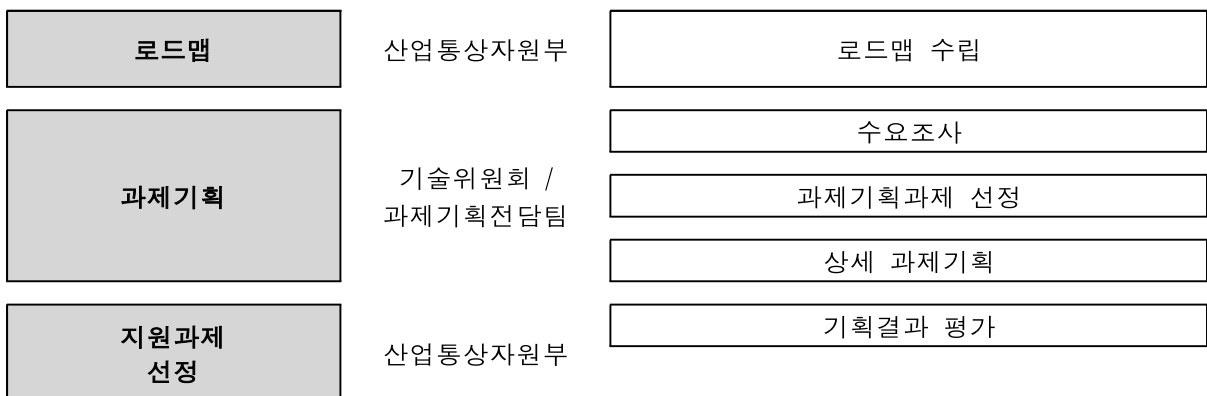 로드맵
산업통상자원부
로드맵 수립
과제기획
기술위원회 /
과제기획전담팀
수요조사
과제기획과제 선정
상세 과제기획
지원과제
선정
산업통상자원부
기획결과 평가